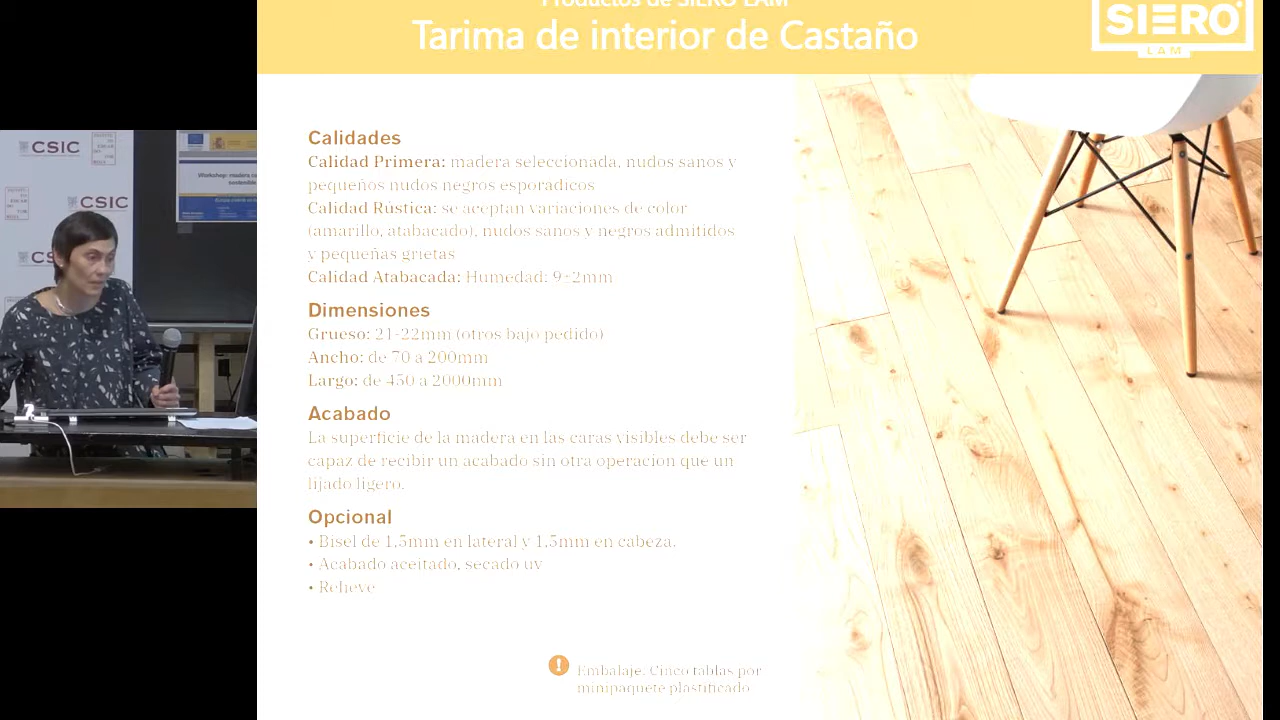 Productos de SIERO LAM
Tarima de interior de Castaño
SIERO
LAM
Calidades
Calidad Primera: madera seleccionada, nudos sanos y
pequeños nudos negros esporádicos
Calidad Rústica: se aceptan variaciones de color
(amarillo, atabacado), nudos sanos y negros admitidos
y pequeñas grietas
Calidad Atabacada: Humedad: 9±2mm
Dimensiones
Grueso: 21-22mm (otros bajo pedido)
Ancho: de 70 a 200mm
Largo: de 450 a 2000mm
Acabado
La superficie de la madera en las caras visibles debe ser
capaz de recibir un acabado sin otra operación que un
lijado ligero.
Opcional
• Bisel de 1,5mm en lateral y 1,5mm en cabeza.
• Acabado aceitado, secado uv
• Relieve
Embalaje. Cinco tablas por
minipaquete plastificado
CSIC
CSIC
CS
Workshop: madera
sostenible